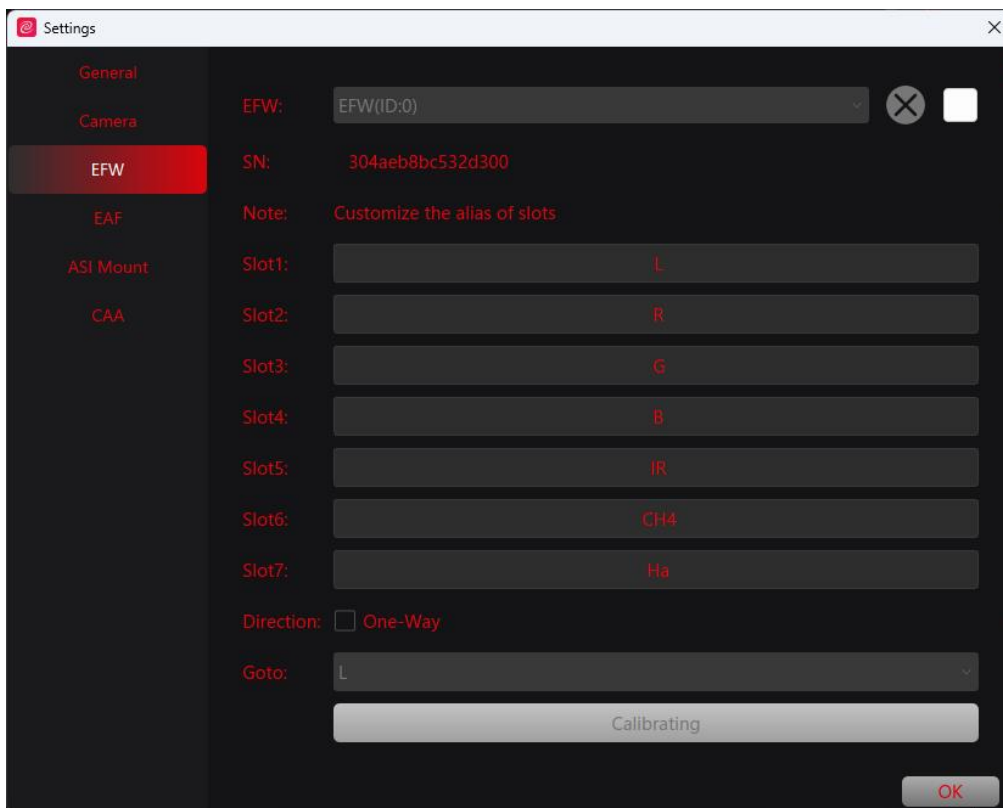 Settings
General
Camera
EFW
EAF
ASI Mount
CAA
EFW: EFW(ID:0)
SN: 304aeb8bc532d300
Note: Customize the alias of slots
Slot1: L
Slot2: R
Slot3: G
Slot4: B
Slot5: IR
Slot6: CH4
Slot7: Ha
Direction: One-Way
Goto: L
Calibrating
OK